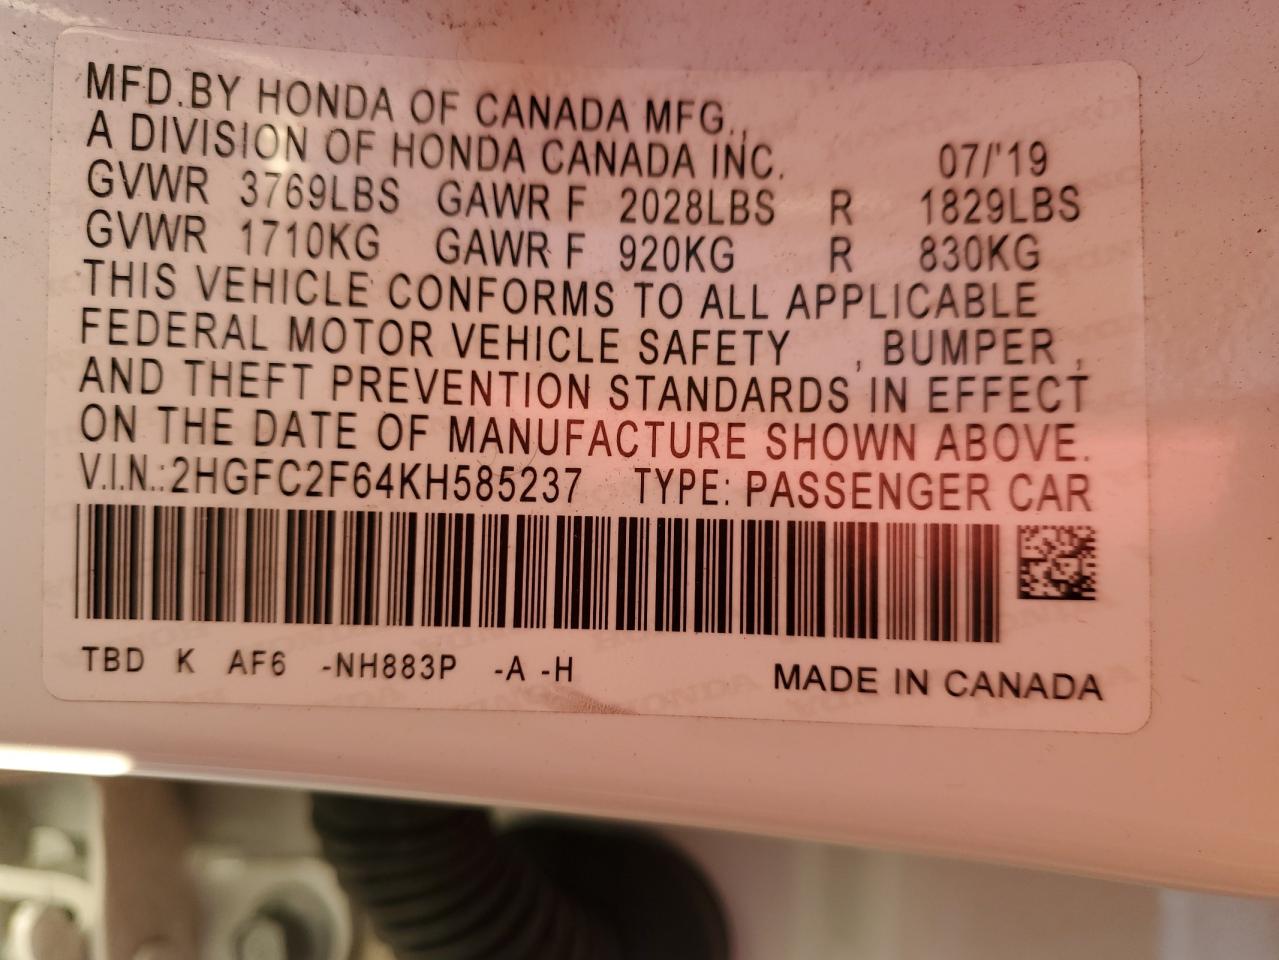 MFD.BY HONDA OF CANADA MFG.,
A DIVISION OF HONDA CANADA INC. 07/'19
GVWR 3769LBS GAWR F 2028LBS R 1829LBS
GVWR 1710KG GAWR F 920KG R 830KG
THIS VEHICLE CONFORMS TO ALL APPLICABLE
FEDERAL MOTOR VEHICLE SAFETY , BUMPER ,
AND THEFT PREVENTION STANDARDS IN EFFECT
ON THE DATE OF MANUFACTURE SHOWN ABOVE.
V.I.N.:2HGFC2F64KH585237 TYPE: PASSENGER CAR
TBD K AF6 -NH883P -A -H MADE IN CANADA